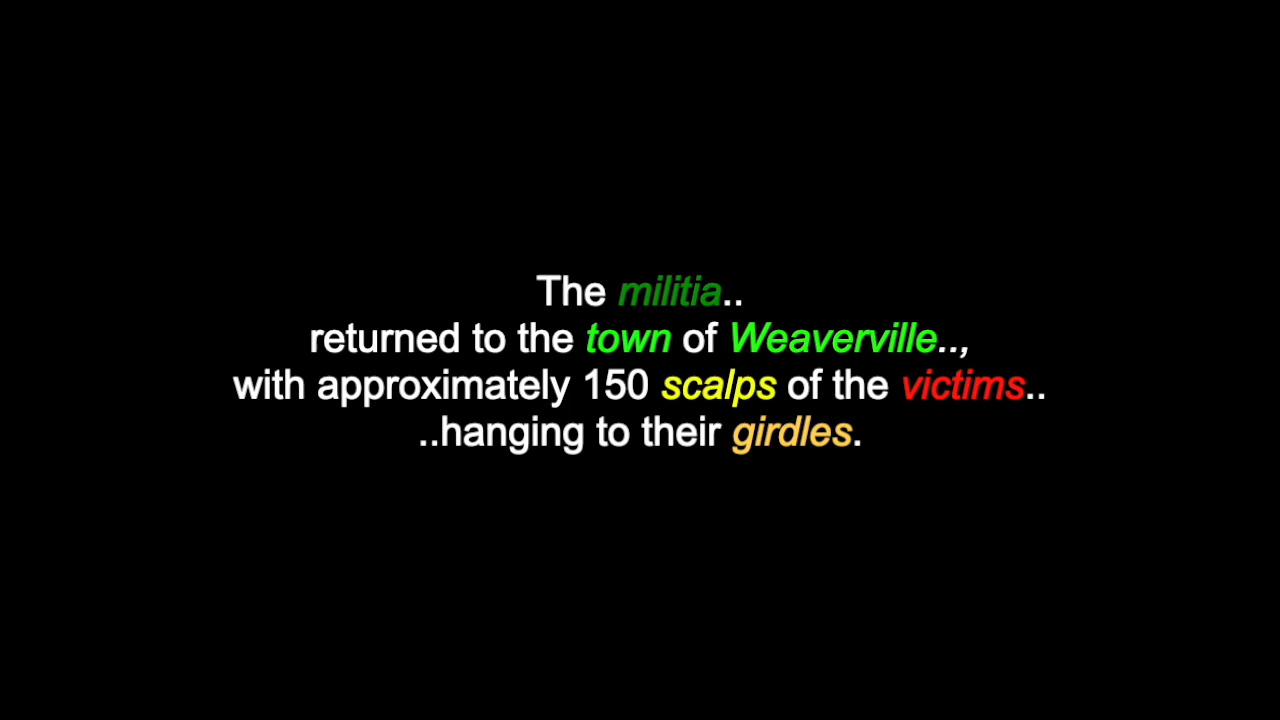 The militia..
returned to the town of Weaverville..,
with approximately 150 scalps of the victims..
..hanging to their girdles.